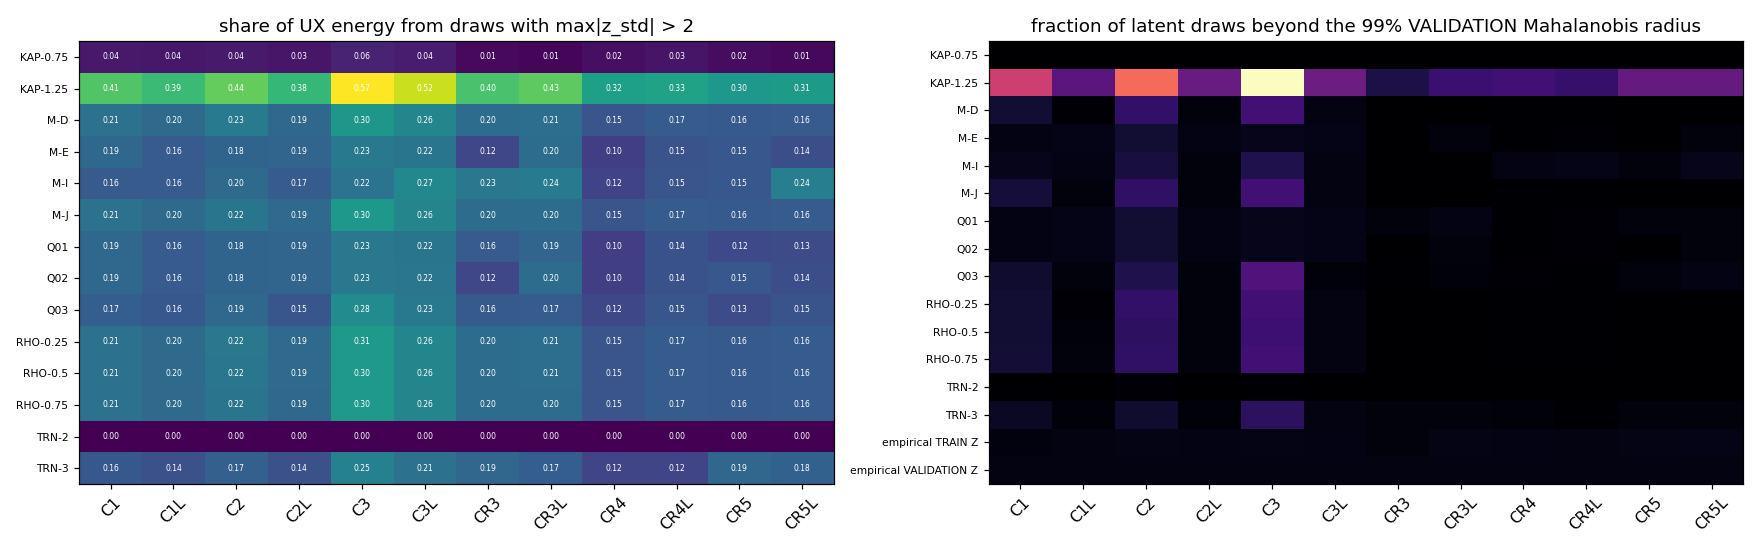 share of UX energy from draws with max|z_std| > 2
KAP-0.75 0.04 0.04 0.04 0.03 0.06 0.04 0.01 0.01 0.02 0.03 0.02 0.01
KAP-1.25 0.41 0.39 0.44 0.38 0.57 0.52 0.40 0.43 0.32 0.33 0.30 0.31
M-D 0.21 0.20 0.23 0.19 0.30 0.26 0.20 0.21 0.15 0.17 0.16 0.16
M-E 0.19 0.16 0.18 0.19 0.23 0.22 0.12 0.20 0.10 0.15 0.15 0.14
M-I 0.16 0.16 0.20 0.17 0.22 0.27 0.23 0.24 0.12 0.15 0.15 0.24
M-J 0.21 0.20 0.22 0.19 0.30 0.26 0.20 0.20 0.15 0.17 0.16 0.16
Q01 0.19 0.16 0.18 0.19 0.23 0.22 0.16 0.19 0.10 0.14 0.12 0.13
Q02 0.19 0.16 0.18 0.19 0.23 0.22 0.12 0.20 0.10 0.14 0.15 0.14
Q03 0.17 0.16 0.19 0.15 0.28 0.23 0.16 0.17 0.12 0.15 0.13 0.15
RHO-0.25 0.21 0.20 0.22 0.19 0.31 0.26 0.20 0.21 0.15 0.17 0.16 0.16
RHO-0.5 0.21 0.20 0.22 0.19 0.30 0.26 0.20 0.21 0.15 0.17 0.16 0.16
RHO-0.75 0.21 0.20 0.22 0.19 0.30 0.26 0.20 0.20 0.15 0.17 0.16 0.16
TRN-2 0.00 0.00 0.00 0.00 0.00 0.00 0.00 0.00 0.00 0.00 0.00 0.00
TRN-3 0.16 0.14 0.17 0.14 0.25 0.21 0.19 0.17 0.12 0.12 0.19 0.18
C1 C1L C2 C2L C3 C3L CR3 CR3L CR4 CR4L CR5 CR5L
fraction of latent draws beyond the 99% VALIDATION Mahalanobis radius
KAP-0.75
KAP-1.25
M-D
M-E
M-I
M-J
Q01
Q02
Q03
RHO-0.25
RHO-0.5
RHO-0.75
TRN-2
TRN-3
empirical TRAIN Z
empirical VALIDATION Z
C1 C1L C2 C2L C3 C3L CR3 CR3L CR4 CR4L CR5 CR5L